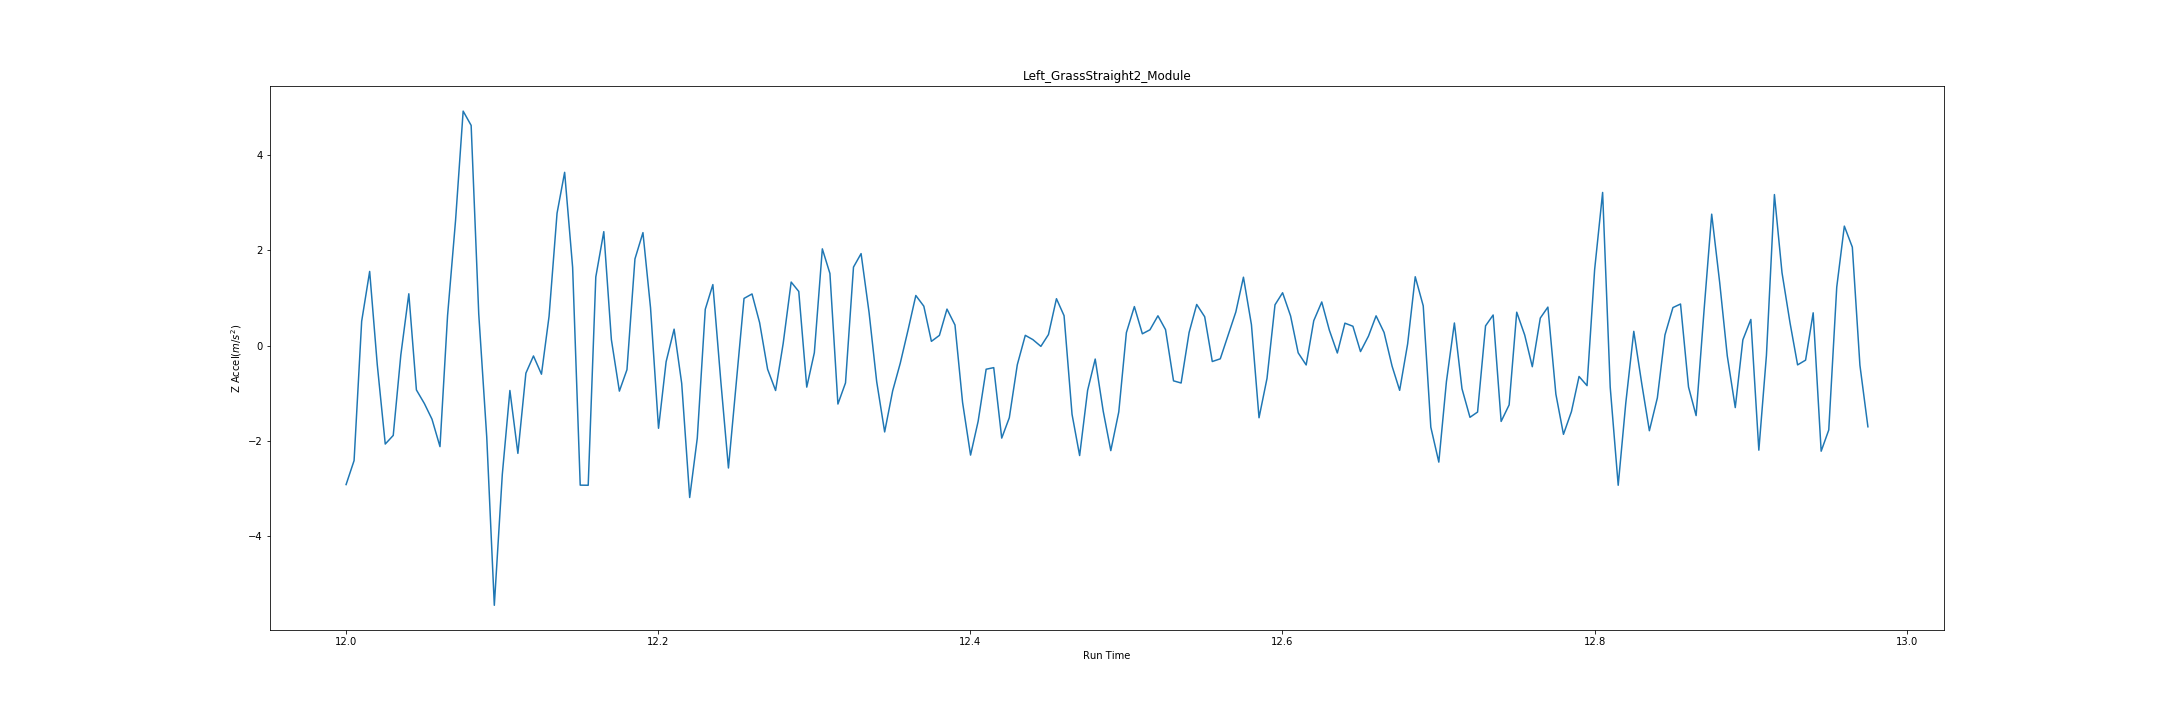 Left_GrassStraight2_Module
Z Accel(m/s²)
4
2
0
−2
−4
12.0 12.2 12.4 12.6 12.8 13.0
Run Time